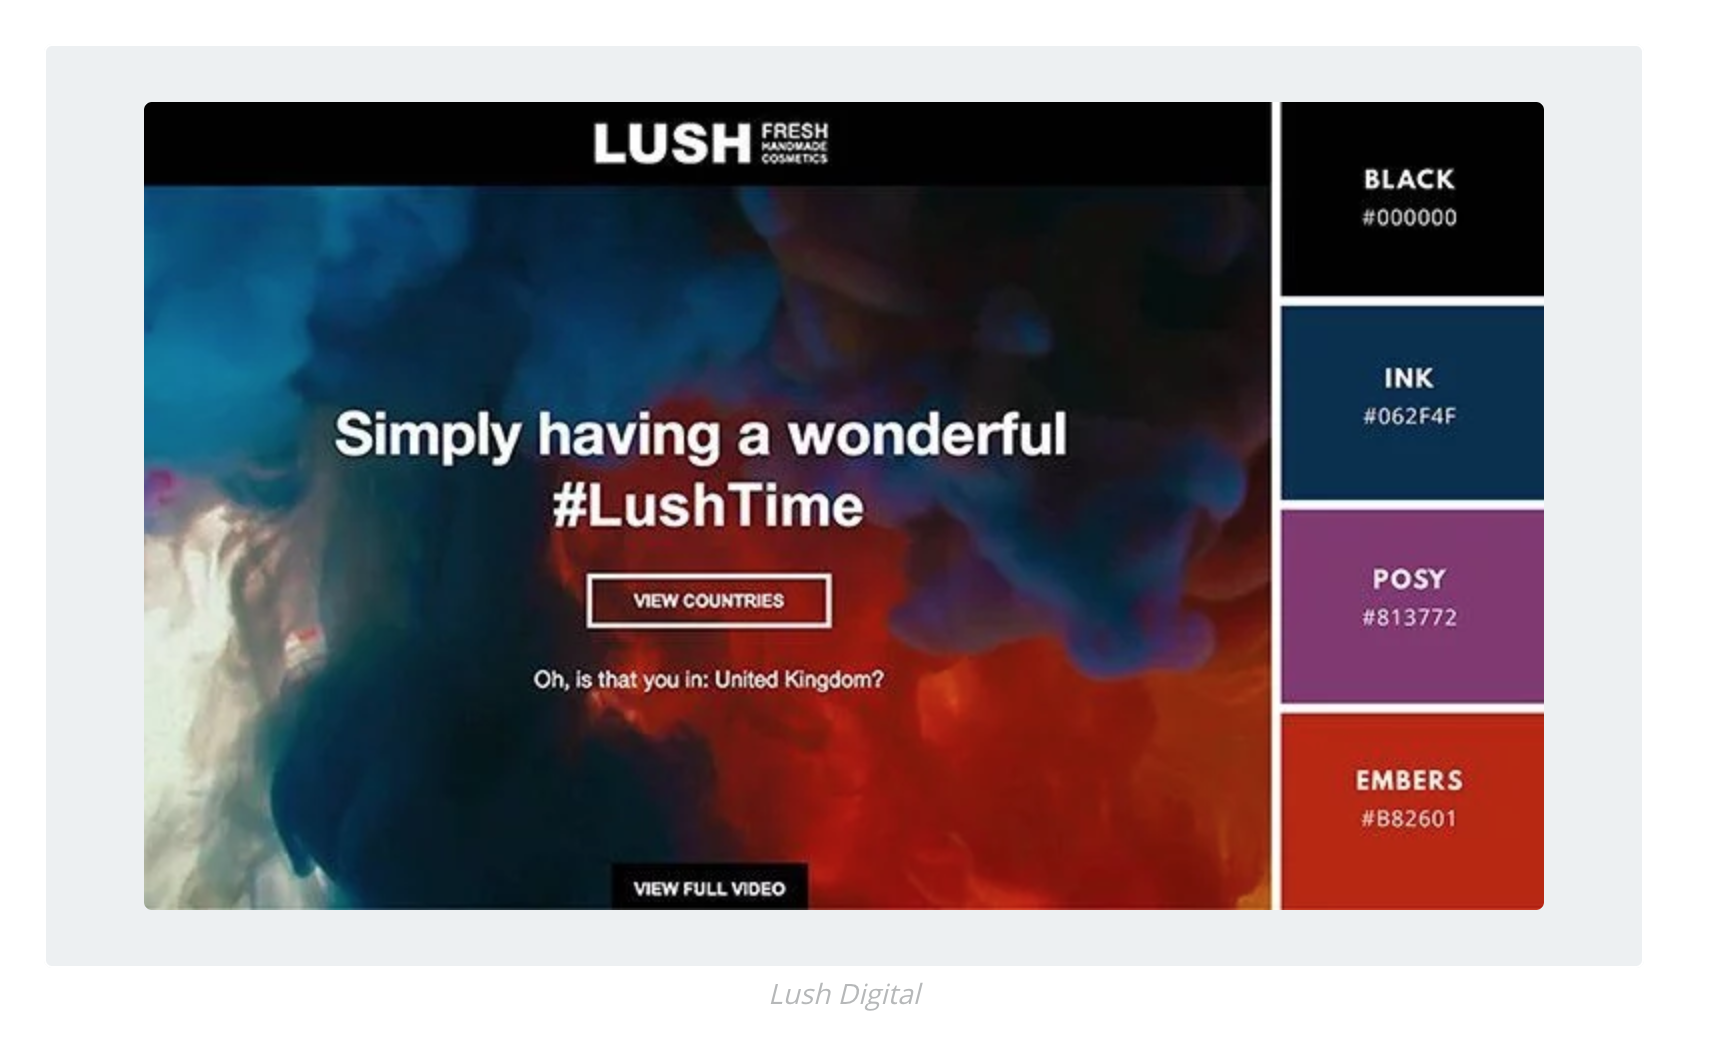 LUSH FRESH
HANDMADE
COSMETICS
Simply having a wonderful
#LushTime
VIEW COUNTRIES
Oh, is that you in: United Kingdom?
VIEW FULL VIDEO
BLACK
#000000
INK
#062F4F
POSY
#813772
EMBERS
#B82601
Lush Digital